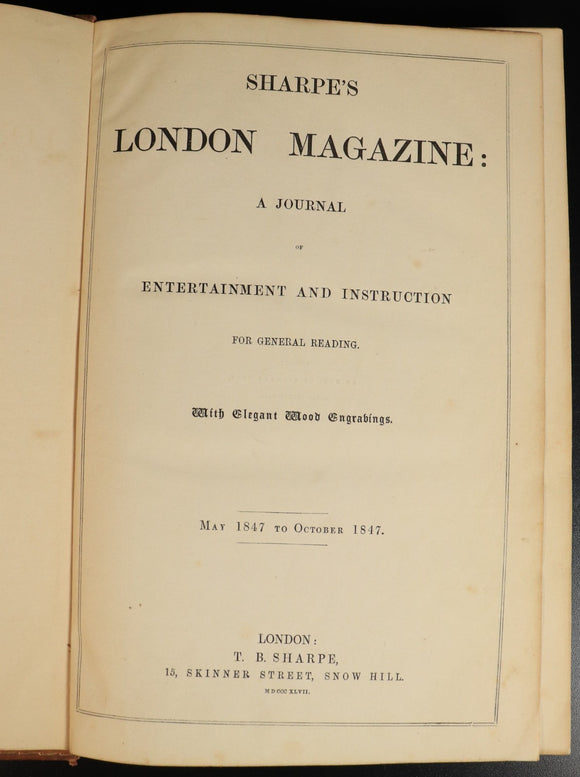 SHARPE'S
LONDON MAGAZINE:
A JOURNAL
OF
ENTERTAINMENT AND INSTRUCTION
FOR GENERAL READING.
With Elegant Wood Engravings.
MAY 1847 TO OCTOBER 1847.
LONDON:
T. B. SHARPE,
15, SKINNER STREET, SNOW HILL.
MDCCCXLVII.